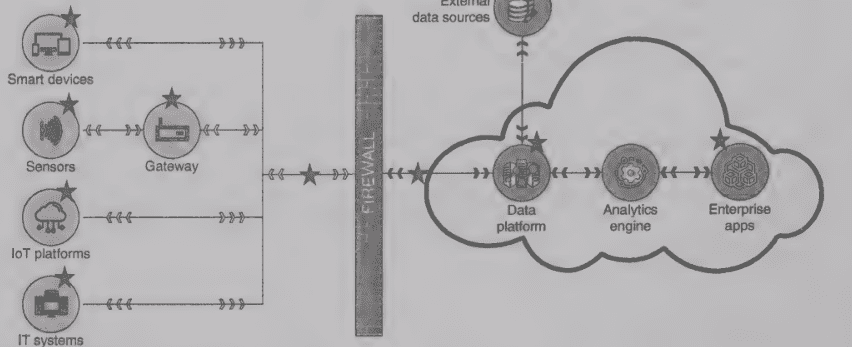 External
data sources
Smart devices
Sensors
Gateway
FIREWALL
Data
platform
Analytics
engine
Enterprise
apps
IoT platforms
IT systems